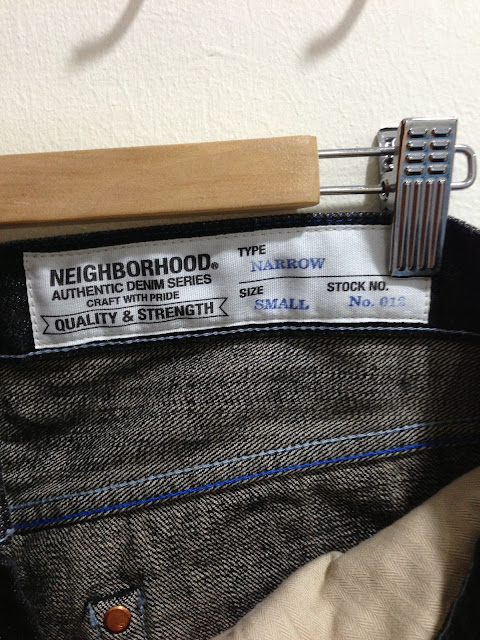 NEIGHBORHOOD®
AUTHENTIC DENIM SERIES
CRAFT WITH PRIDE
QUALITY & STRENGTH
TYPE
NARROW
SIZE
SMALL
STOCK NO.
No. 012